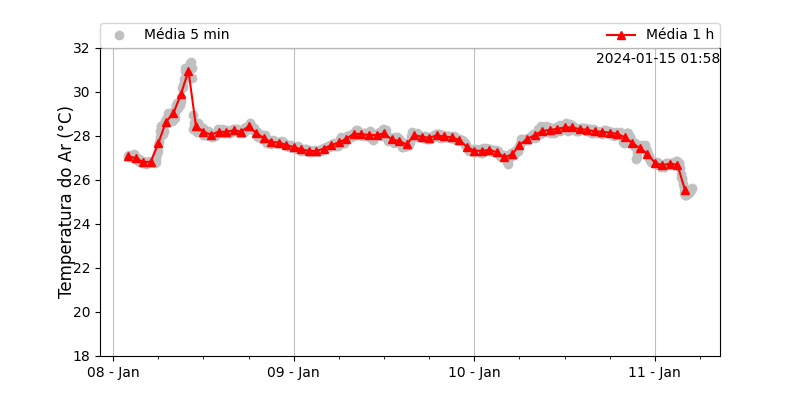 Média 5 min
Média 1 h
2024-01-15 01:58
Temperatura do Ar (°C)
32
30
28
26
24
22
20
18
08 - Jan
09 - Jan
10 - Jan
11 - Jan